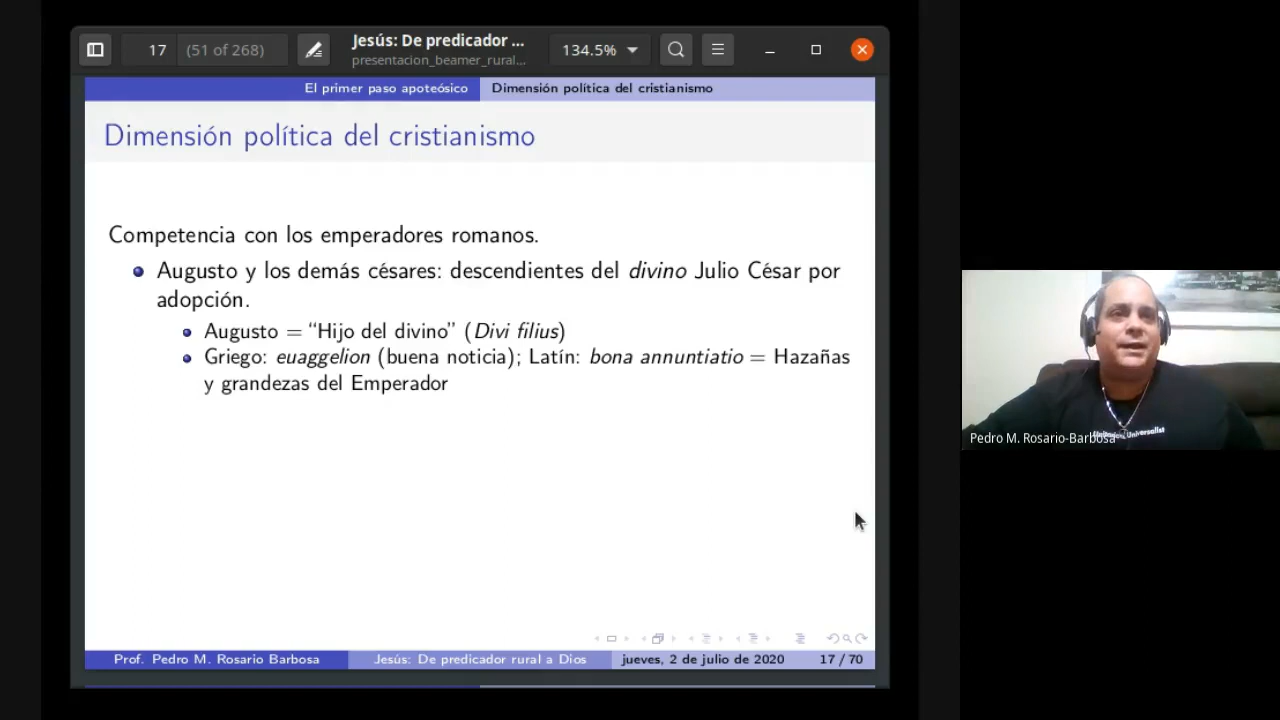 17
(51 of 268)
Jesús: De predicador ...
presentacion_beamer_rural...
134.5%
El primer paso apoteósico
Dimensión política del cristianismo
Dimensión política del cristianismo
Competencia con los emperadores romanos.
Augusto y los demás césares: descendientes del divino Julio César por
adopción.
Augusto = “Hijo del divino” (Divi filius)
Griego: euaggelion (buena noticia); Latín: bona annuntiatio = Hazañas
y grandezas del Emperador
Prof. Pedro M. Rosario Barbosa
Jesús: De predicador rural a Dios
jueves, 2 de julio de 2020
17 / 70
Universalist
Pedro M. Rosario-Barbosa